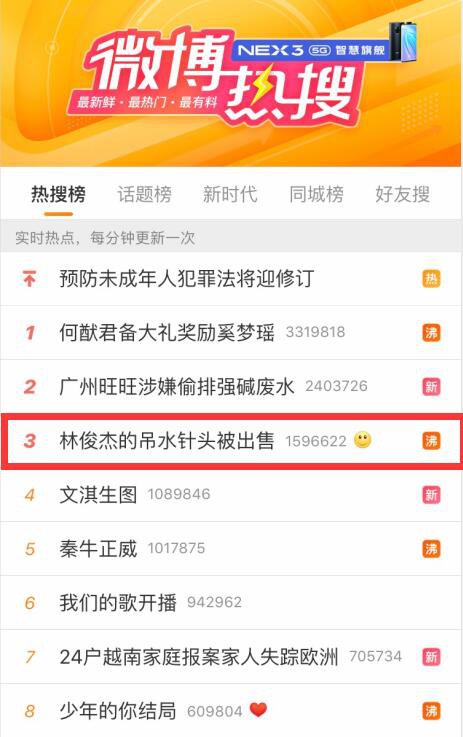 微博热搜
NEX 3 5G 智慧旗舰
最新鲜·最热门·最有料
热搜榜 话题榜 新时代 同城榜 好友搜
实时热点，每分钟更新一次
预防未成年人犯罪法将迎修订 热
1 何猷君备大礼奖励奚梦瑶 3319818 沸
2 广州旺旺涉嫌偷排强碱废水 2403726 新
3 林俊杰的吊水针头被出售 1596622 沸
4 文淇生图 1089846 新
5 秦牛正威 1017875 沸
6 我们的歌开播 942962
7 24户越南家庭报案家人失踪欧洲 705734 新
8 少年的你结局 609804 沸